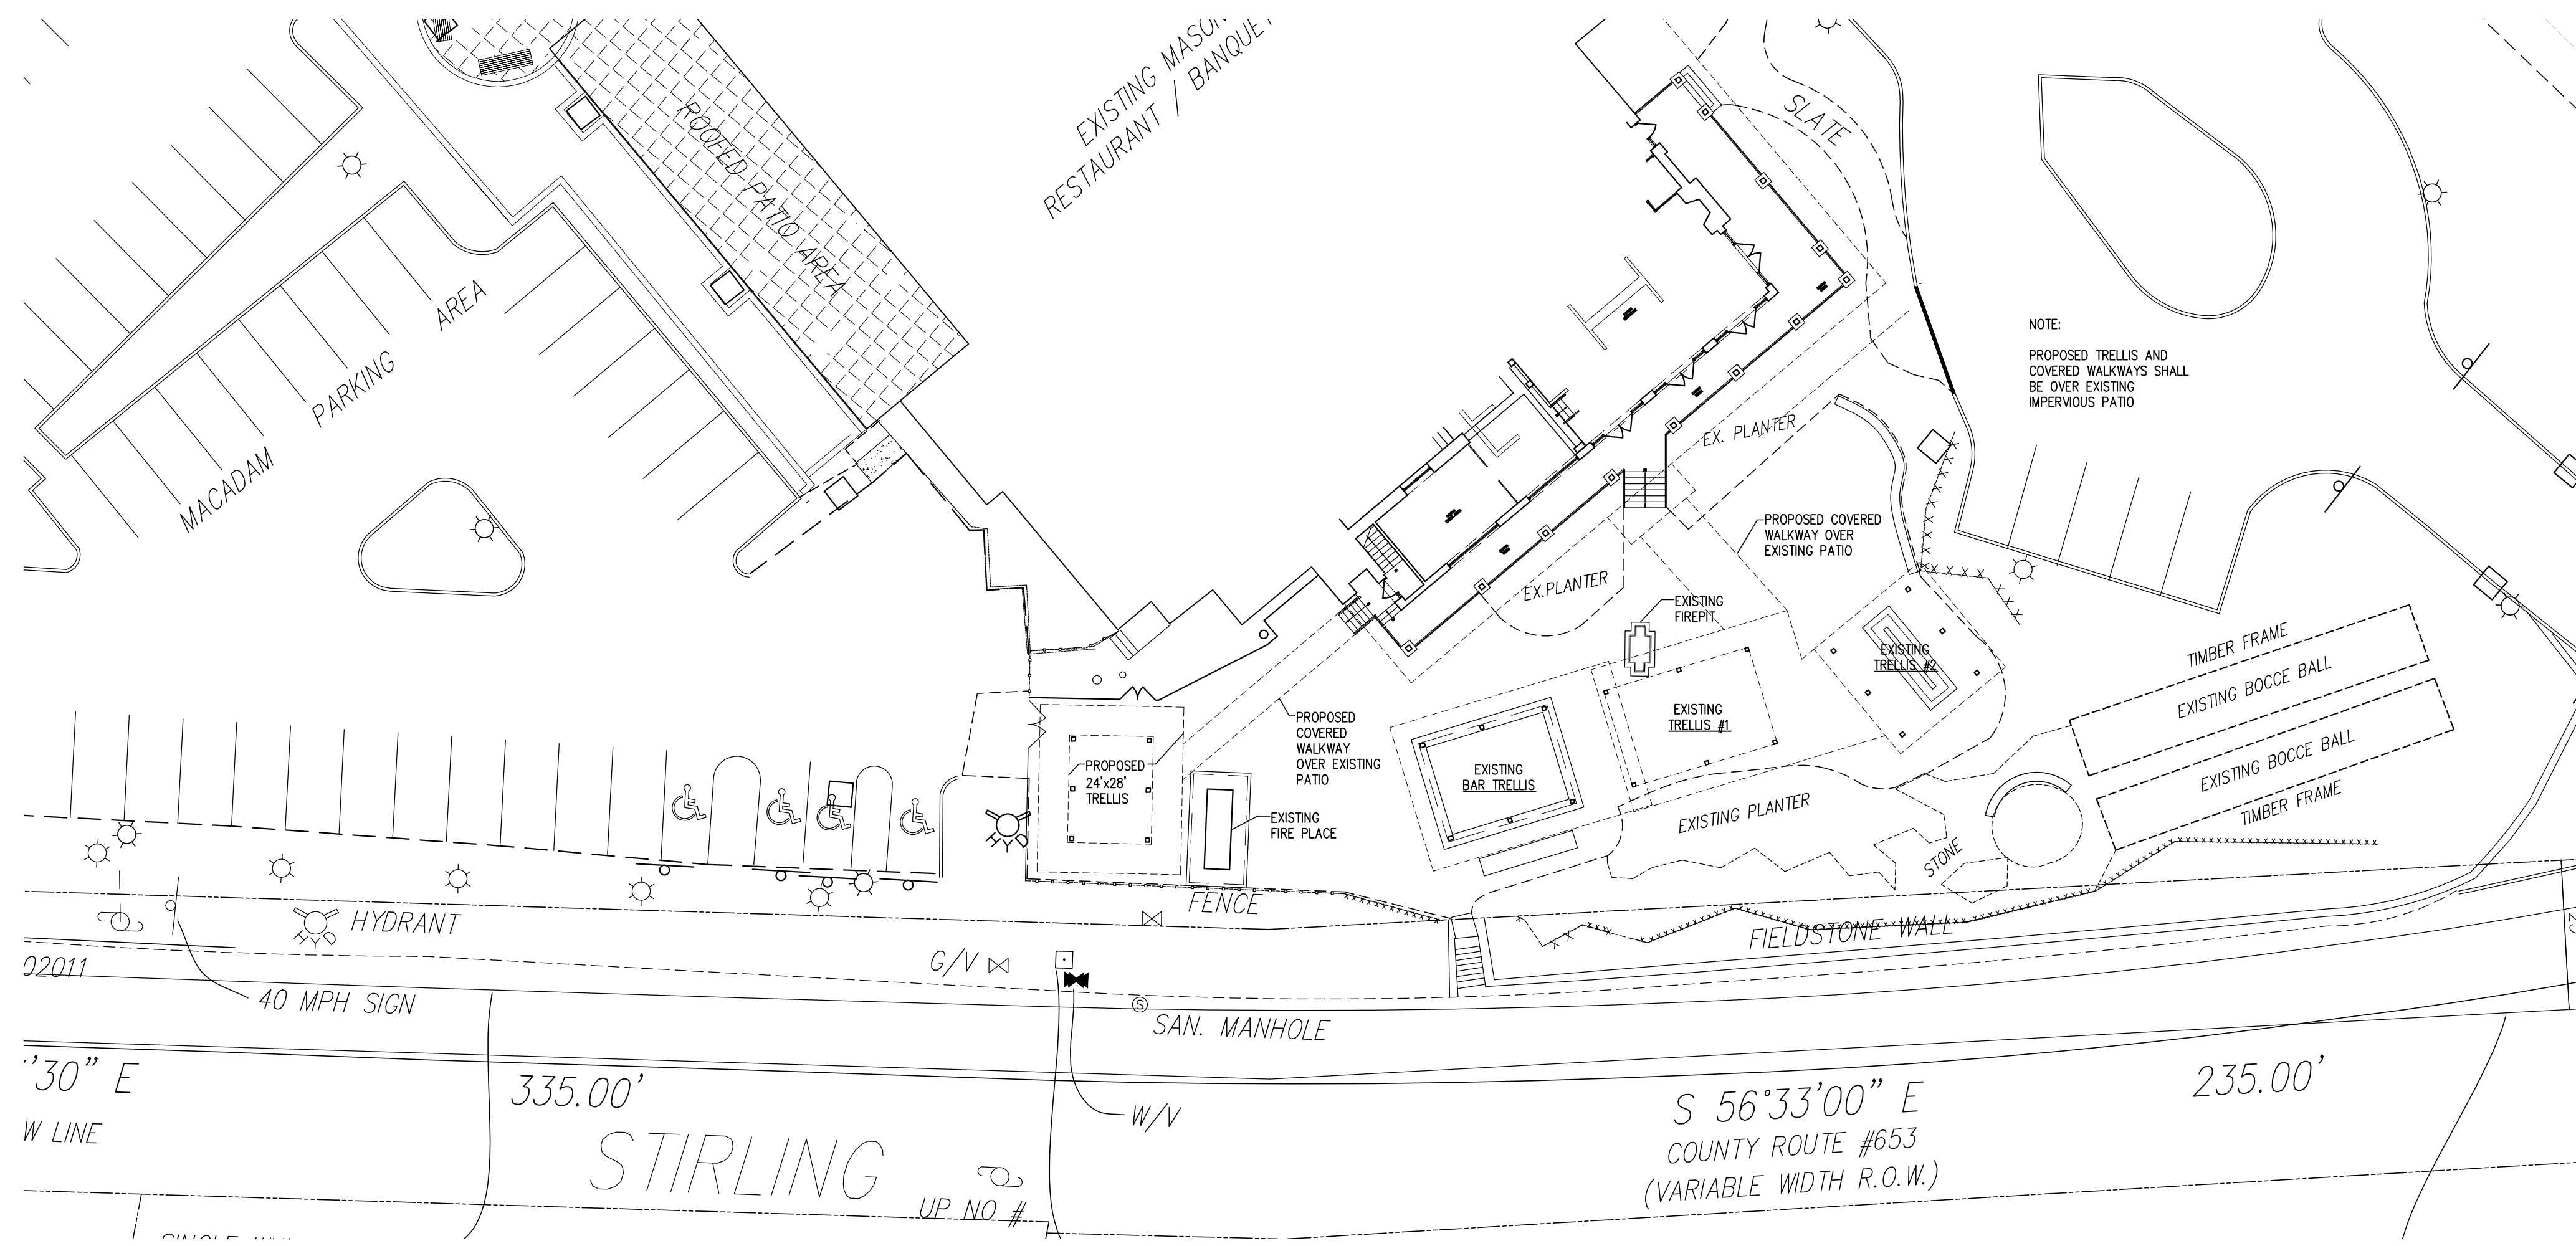 EXISTING MASON
RESTAURANT / BANQUET
ROOFED PATIO AREA
SLATE
NOTE:
PROPOSED TRELLIS AND
COVERED WALKWAYS SHALL
BE OVER EXISTING
IMPERVIOUS PATIO
MACADAM PARKING AREA
EX. PLANTER
PROPOSED COVERED
WALKWAY OVER
EXISTING PATIO
EX.PLANTER
EXISTING
FIREPIT
EXISTING
TRELLIS #2
TIMBER FRAME
EXISTING BOCCE BALL
EXISTING BOCCE BALL
TIMBER FRAME
EXISTING
TRELLIS #1
PROPOSED
COVERED
WALKWAY
OVER EXISTING
PATIO
PROPOSED
24'x28'
TRELLIS
EXISTING
BAR TRELLIS
EXISTING
FIRE PLACE
EXISTING PLANTER
STONE
HYD
FENCE
HYDRANT
HYD
FIELDSTONE WALL
G/V
02011
40 MPH SIGN
S
SAN. MANHOLE
'30" E
335.00'
W/V
S 56°33'00" E
235.00'
W LINE
STIRLING
COUNTY ROUTE #653
(VARIABLE WIDTH R.O.W.)
UP NO #